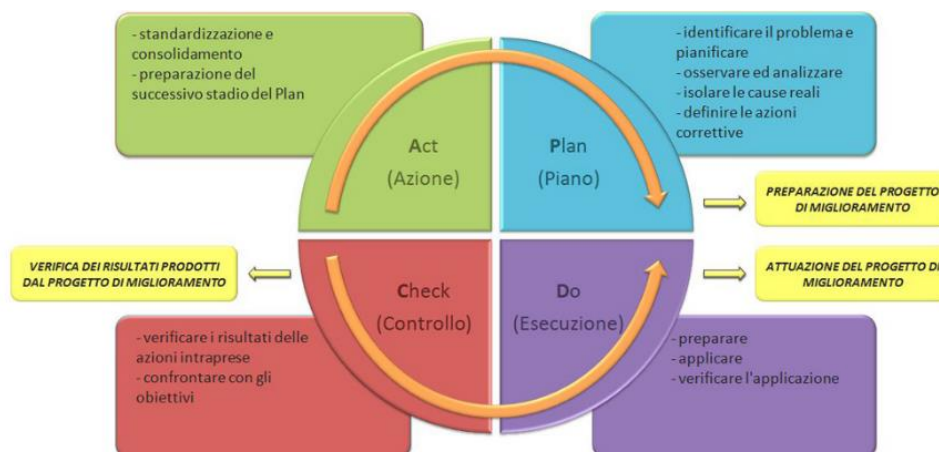 - standardizzazione e
consolidamento
- preparazione del
successivo stadio del Plan
- identificare il problema e
pianificare
- osservare ed analizzare
- isolare le cause reali
- definire le azioni
correttive
Act
(Azione)
Plan
(Piano)
PREPARAZIONE DEL PROGETTO
DI MIGLIORAMENTO
VERIFICA DEI RISULTATI PRODOTTI
DAL PROGETTO DI MIGLIORAMENTO
ATTUAZIONE DEL PROGETTO DI
MIGLIORAMENTO
Check
(Controllo)
Do
(Esecuzione)
- verificare i risultati delle
azioni intraprese
- confrontare con gli
obiettivi
- preparare
- applicare
- verificare l'applicazione